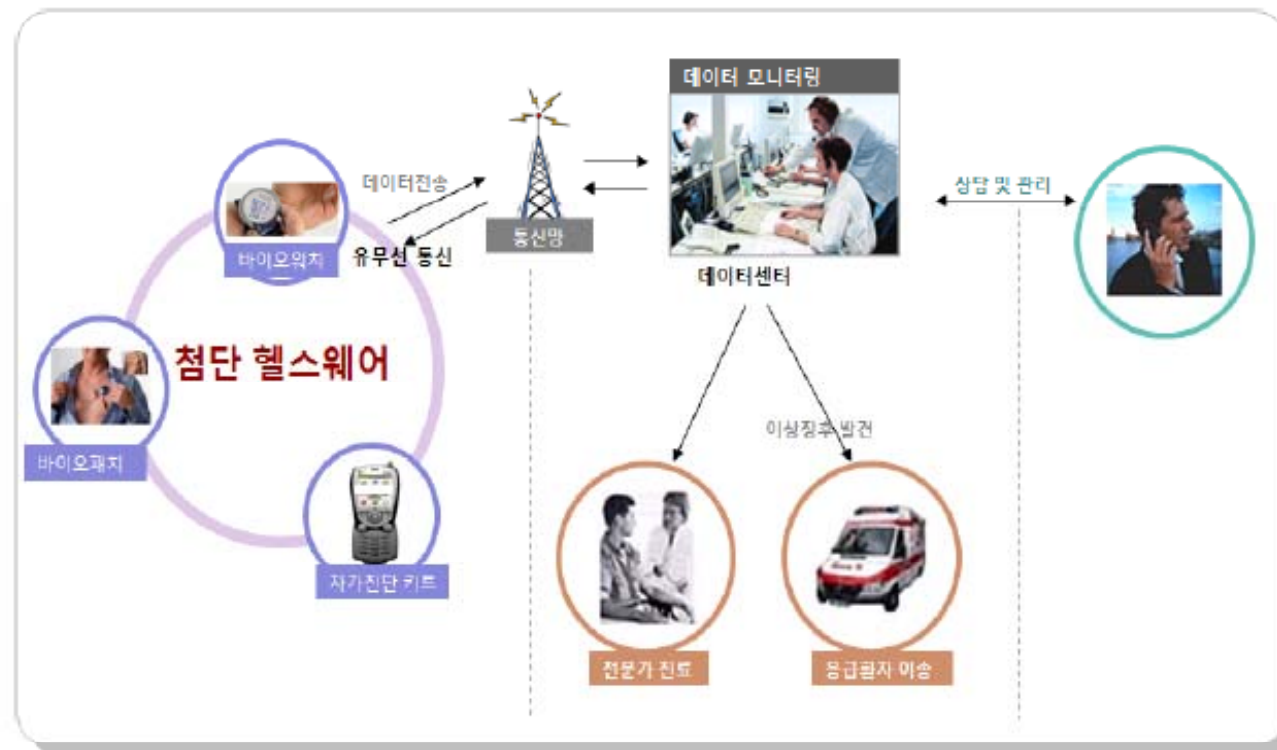 데이터 모니터링
데이터전송
상담 및 관리
통신망
바이오워치
유무선 통신
데이터센터
첨단 헬스웨어
이상징후 발견
바이오패치
자가진단 키트
전문가 진료
응급환자 이송